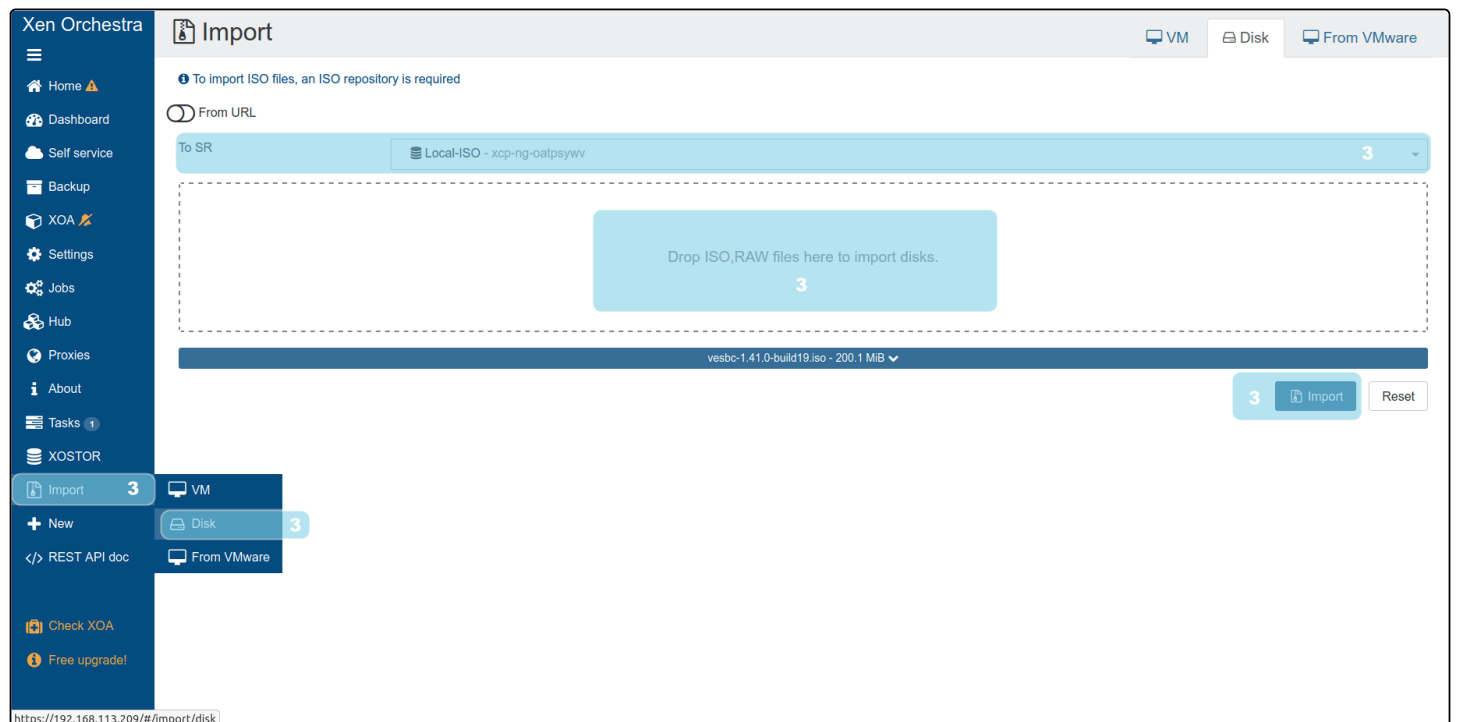 Xen Orchestra
Import
VM
Disk
From VMware
To import ISO files, an ISO repository is required
From URL
Home
Dashboard
Self service
Backup
XOA
Settings
Jobs
Hub
Proxies
About
Tasks 1
XOSTOR
Import 3
New
REST API doc
Check XOA
Free upgrade!
VM
Disk 3
From VMware
To SR
Local-ISO - xcp-ng-oatpsywv 3
Drop ISO,RAW files here to import disks.
3
vesbc-1.41.0-build19.iso - 200.1 MiB
3 Import Reset
https://192.168.113.209/#/import/disk